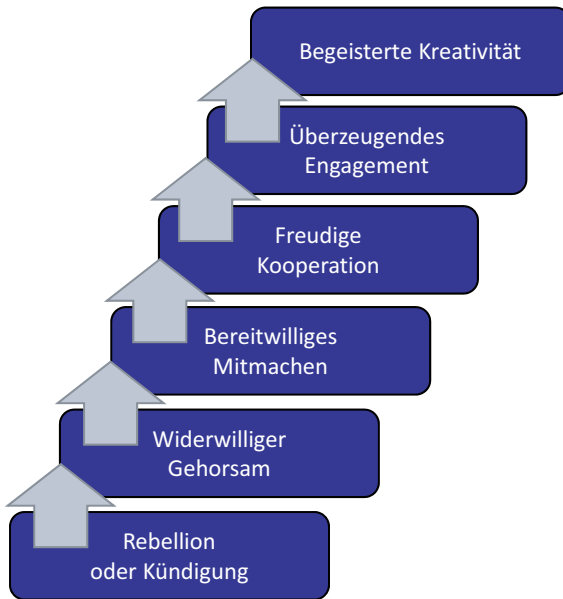 Begeisterte Kreativität
Überzeugendes
Engagement
Freudige
Kooperation
Bereitwilliges
Mitmachen
Widerwilliger
Gehorsam
Rebellion
oder Kündigung